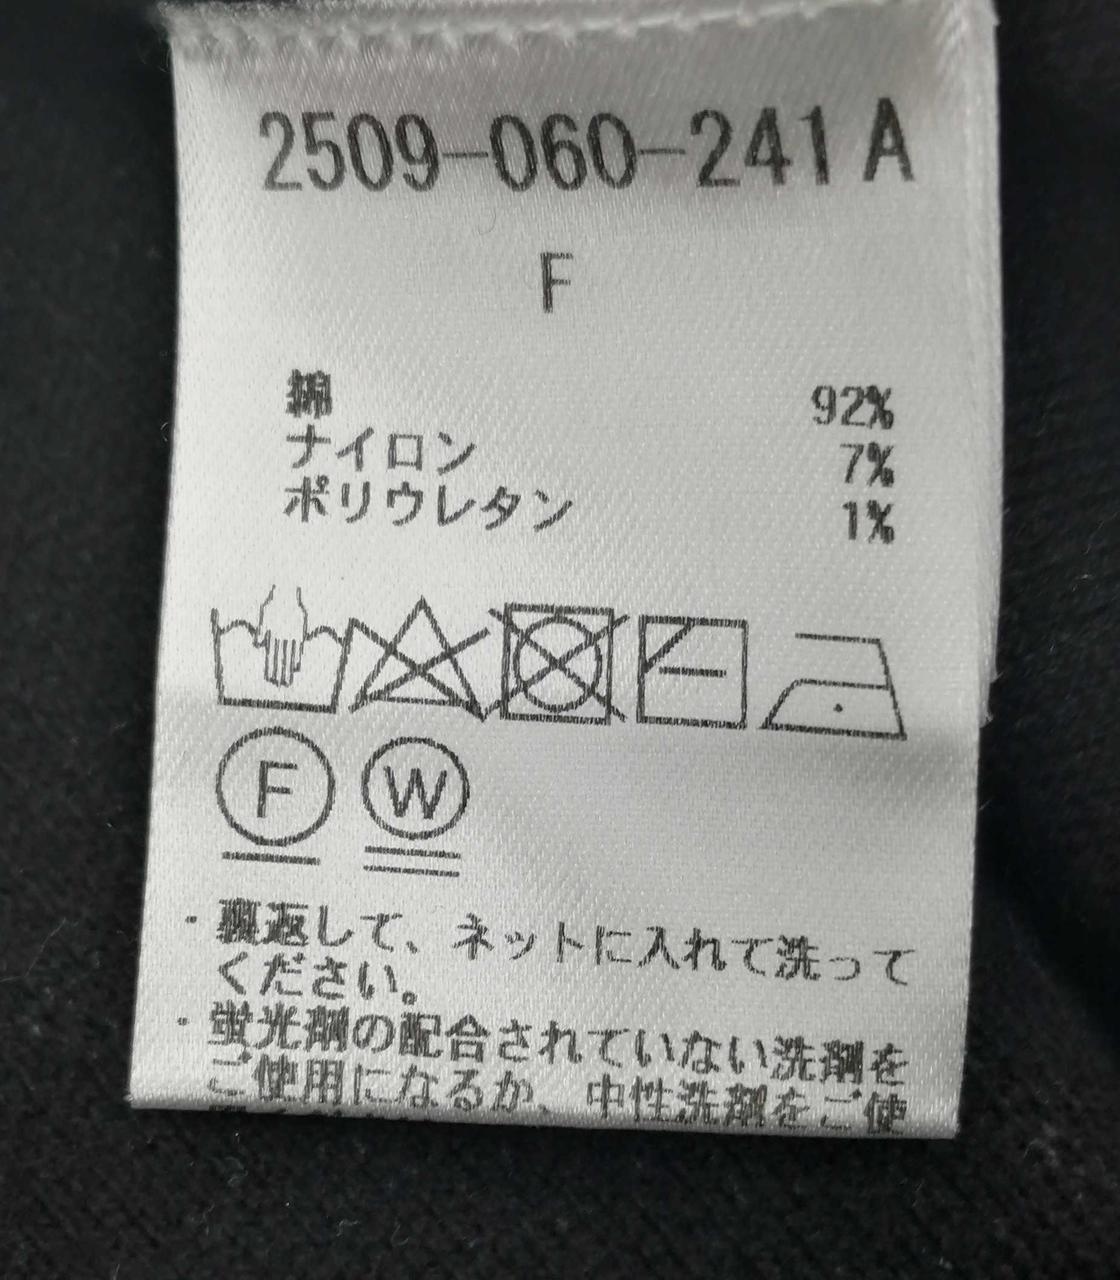 2509-060-241 A
F
綿 92%
ナイロン 7%
ポリウレタン 1%
F W
・裏返して、ネットに入れて洗って
ください。
・蛍光剤の配合されていない洗剤を
ご使用になるか、中性洗剤をご使